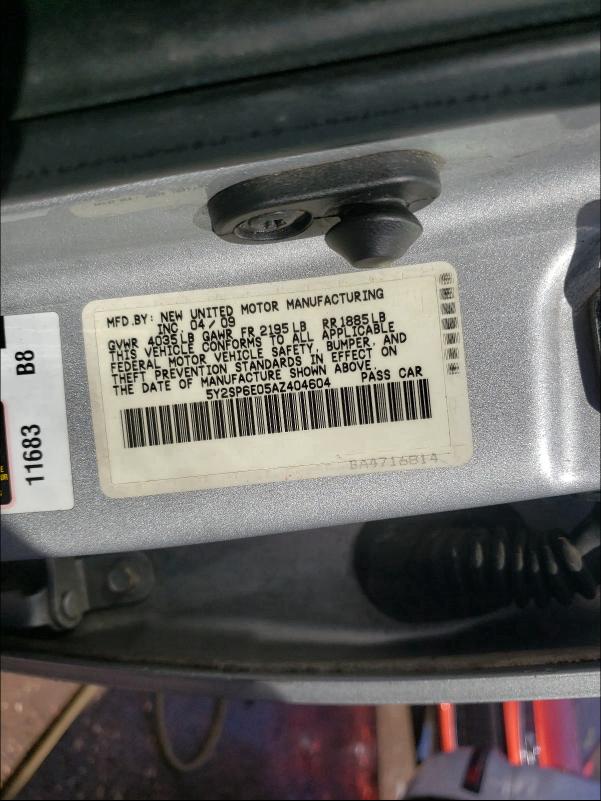 MFD.BY: NEW UNITED MOTOR MANUFACTURING
INC. 04/09
GVWR 4035LB GAWR FR 2195 LB RR1885LB
THIS VEHICLE CONFORMS TO ALL APPLICABLE
FEDERAL MOTOR VEHICLE SAFETY, BUMPER, AND
THEFT PREVENTION STANDARDS IN EFFECT ON
THE DATE OF MANUFACTURE SHOWN ABOVE.
5Y2SP6E05AZ404604 PASS CAR
BA4716814
11683 B8